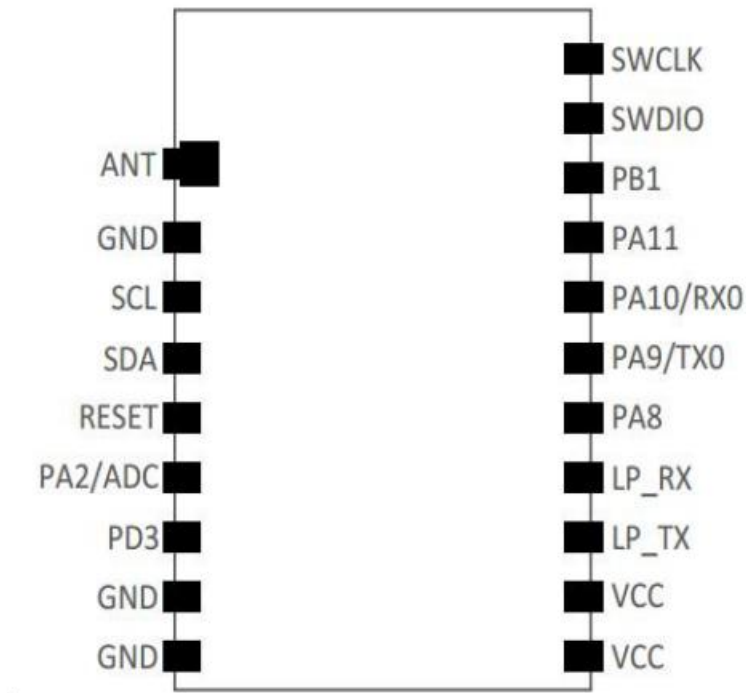 ANT
GND
SCL
SDA
RESET
PA2/ADC
PD3
GND
GND
SWCLK
SWDIO
PB1
PA11
PA10/RX0
PA9/TX0
PA8
LP_RX
LP_TX
VCC
VCC